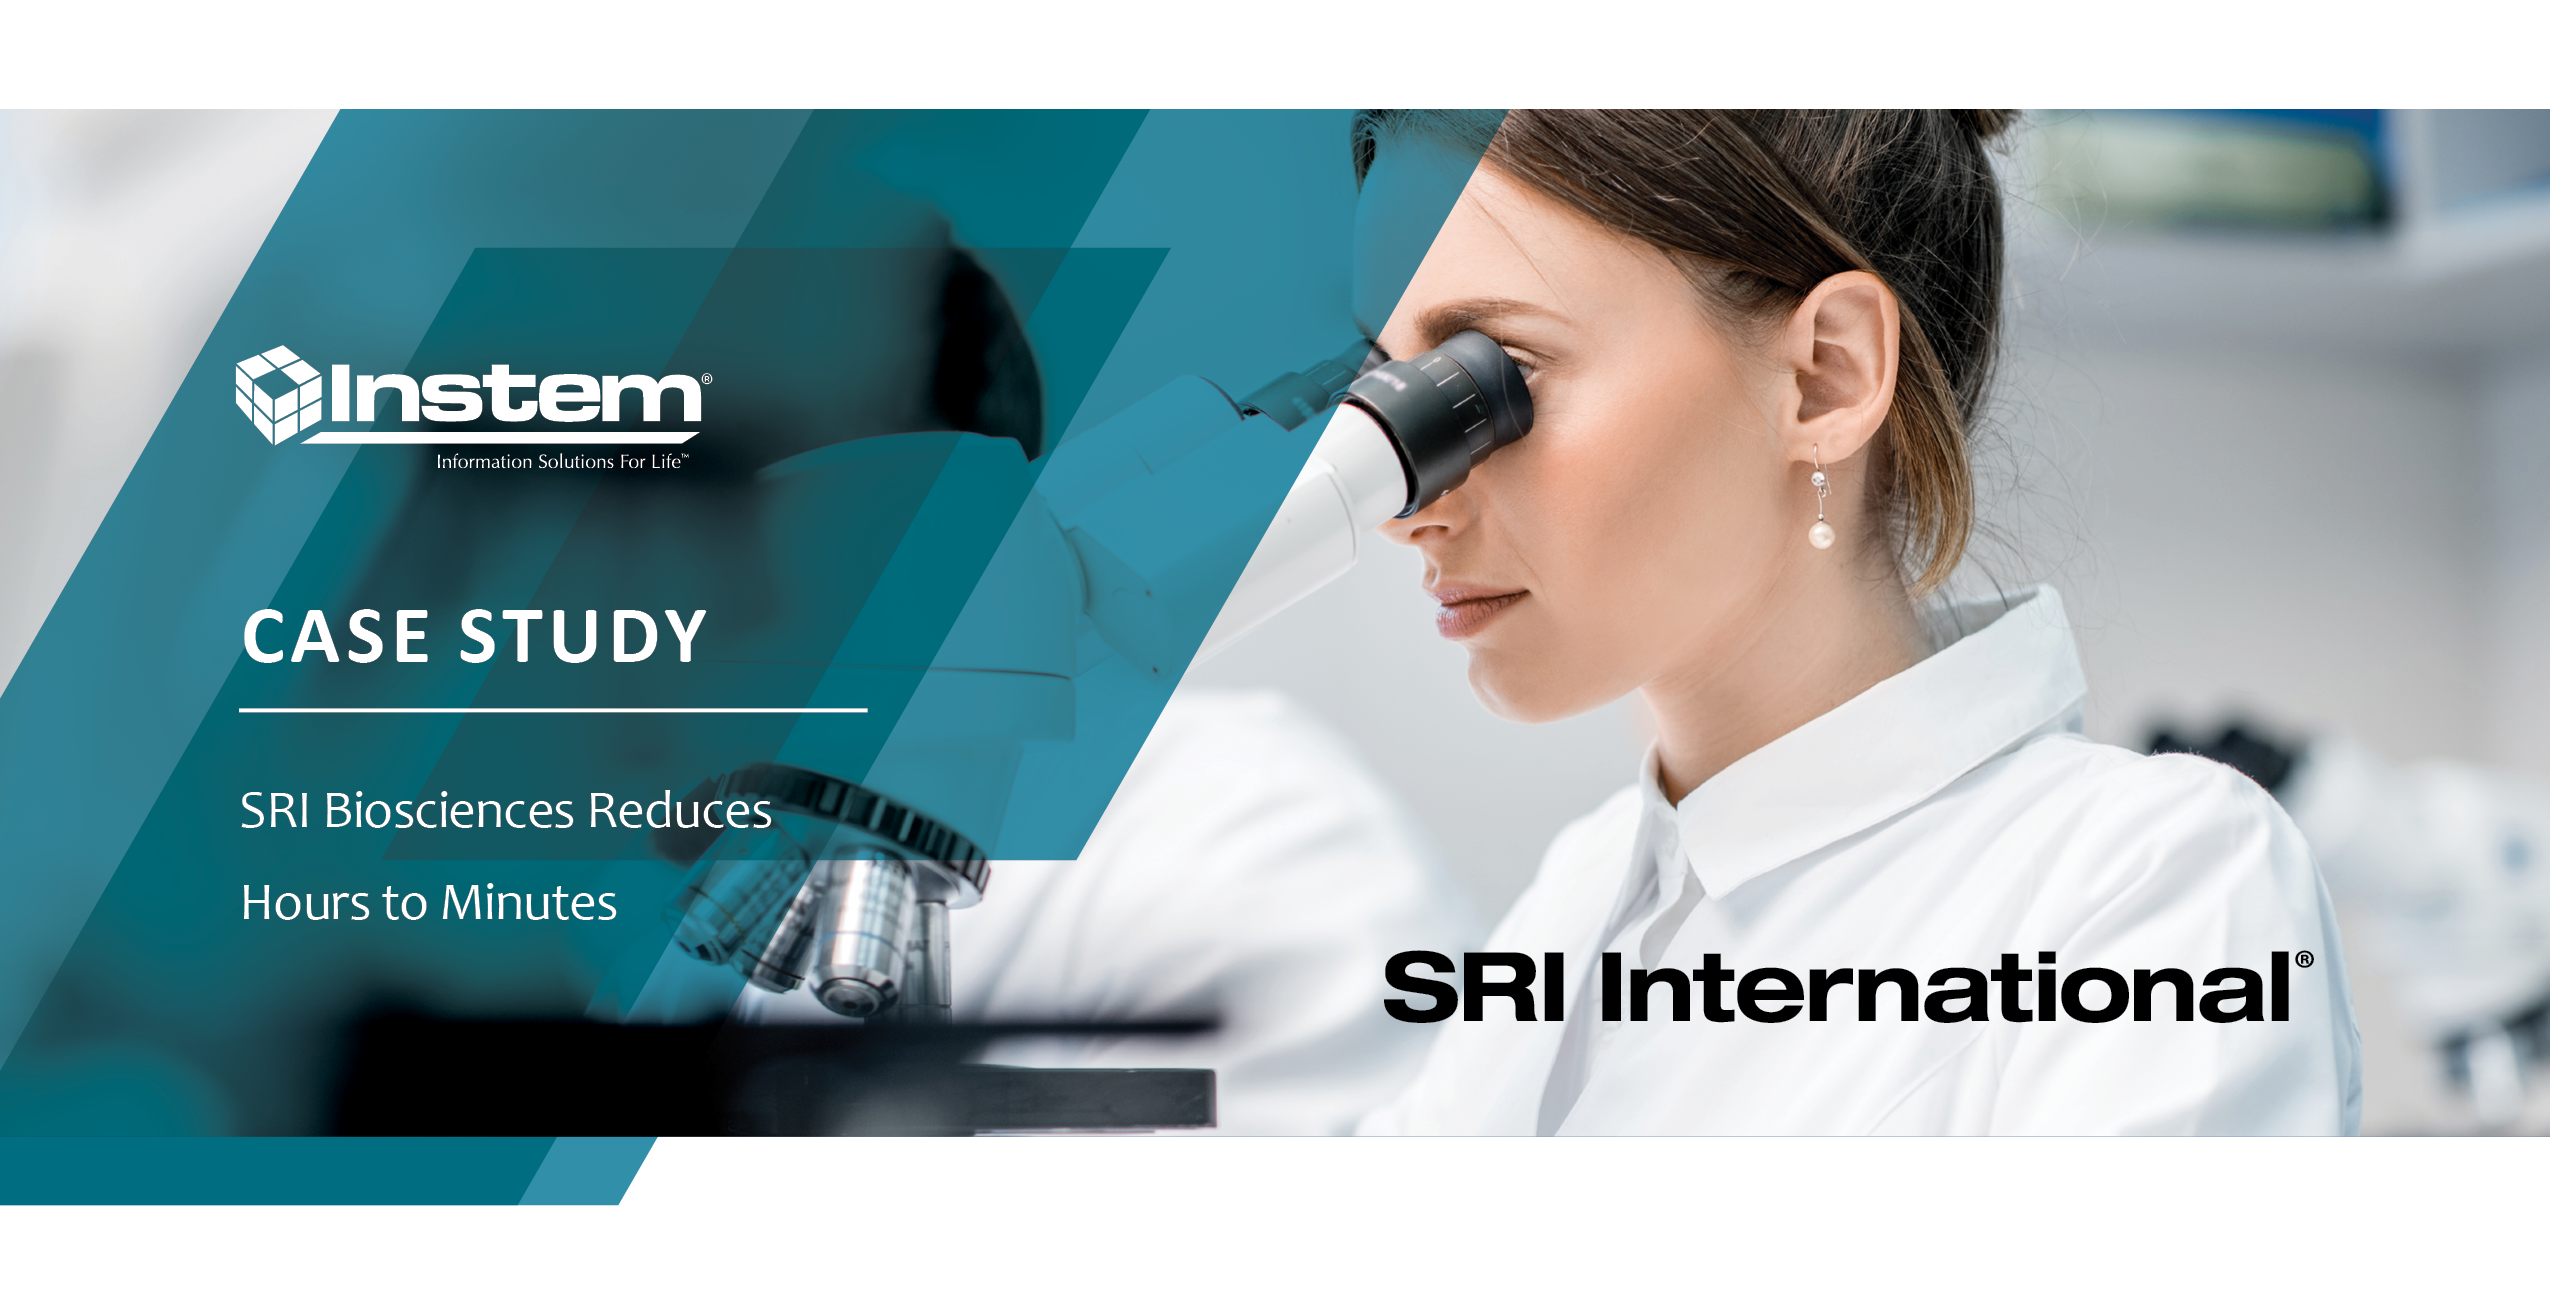 Instem®
Information Solutions For Life™
CASE STUDY
SRI Biosciences Reduces
Hours to Minutes
SRI International®